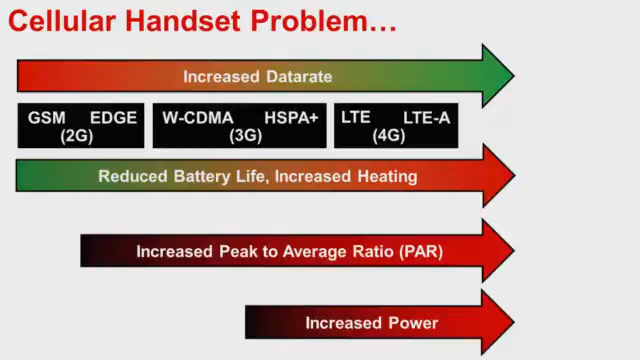 Cellular Handset Problem…
Increased Datarate
GSM EDGE
(2G)
W-CDMA HSPA+
(3G)
LTE LTE-A
(4G)
Reduced Battery Life, Increased Heating
Increased Peak to Average Ratio (PAR)
Increased Power